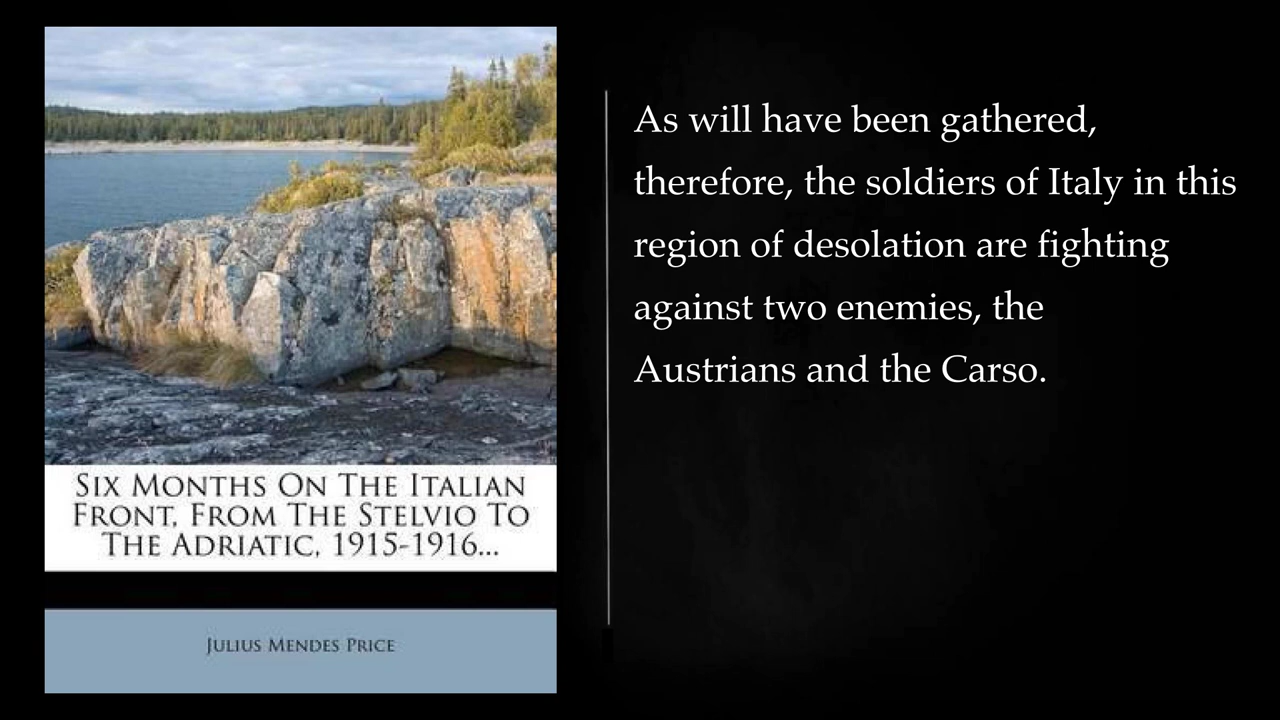 SIX MONTHS ON THE ITALIAN
FRONT, FROM THE STELVIO TO
THE ADRIATIC, 1915-1916...
JULIUS MENDES PRICE
As will have been gathered,
therefore, the soldiers of Italy in this
region of desolation are fighting
against two enemies, the
Austrians and the Carso.